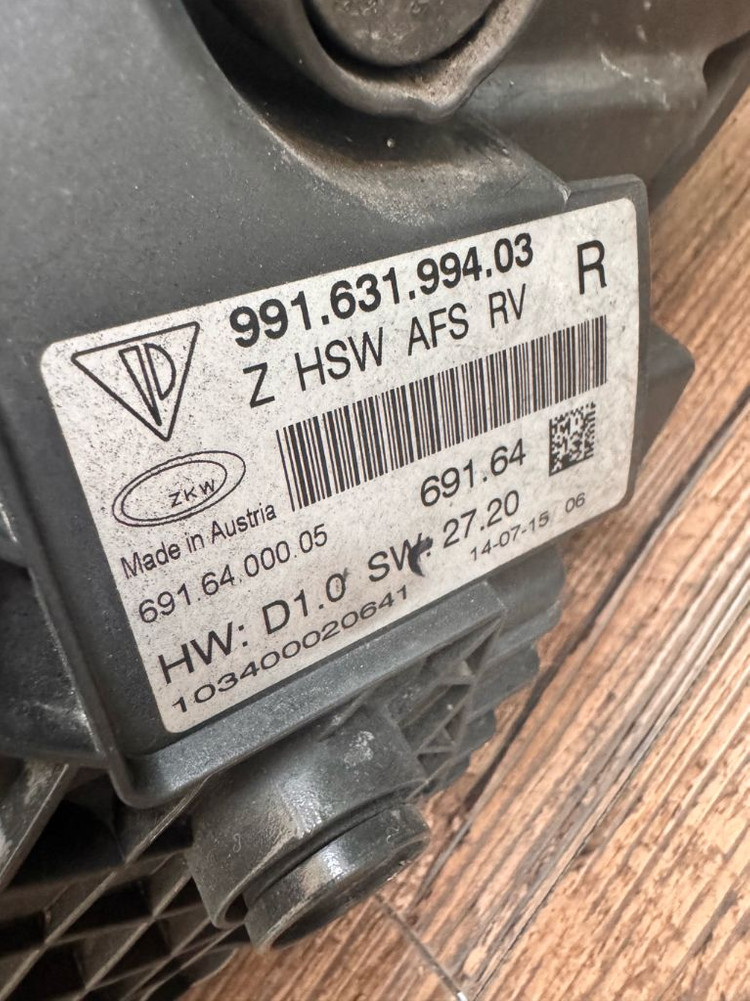 991.631.994.03
R
Z HSW AFS RV
ZKW
691.64
Made in Austria
691.64.000.05
HW: D1.0 SW: 27.20
14-07-15 06
103400020641